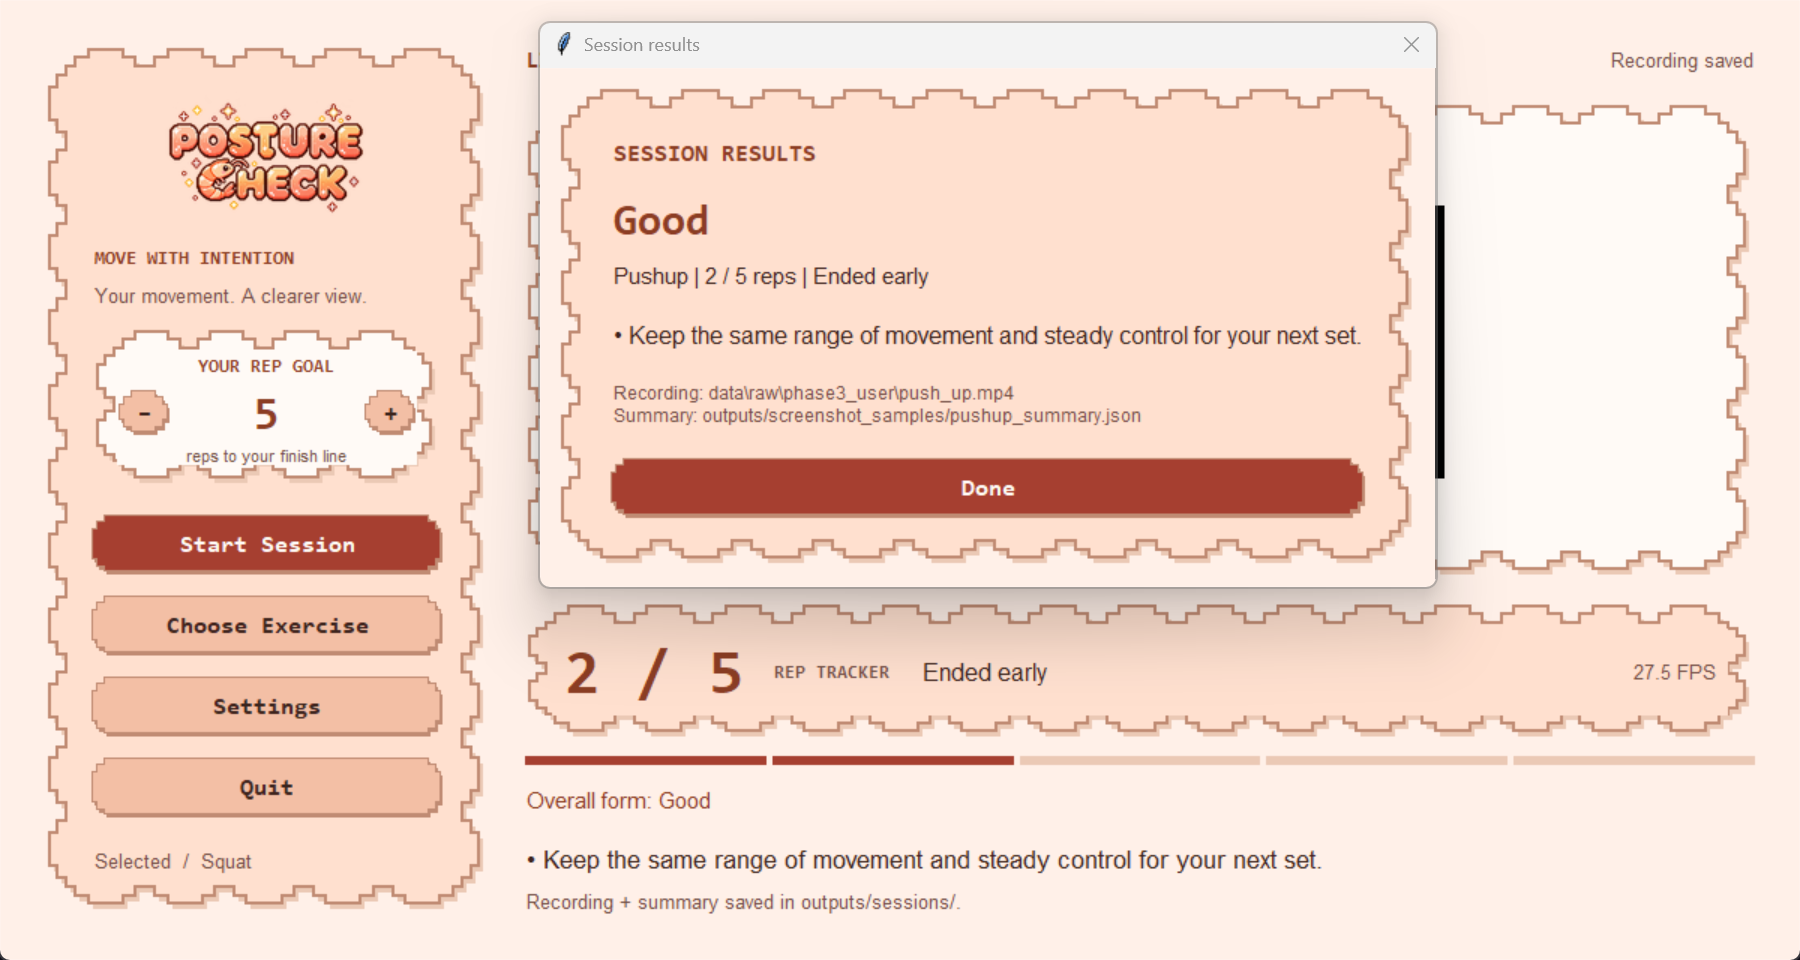 POSTURE
CHECK
MOVE WITH INTENTION
Your movement. A clearer view.
YOUR REP GOAL
- 5 +
reps to your finish line
Start Session
Choose Exercise
Settings
Quit
Selected / Squat
Session results
SESSION RESULTS
Good
Pushup | 2 / 5 reps | Ended early
• Keep the same range of movement and steady control for your next set.
Recording: data\raw\phase3_user\push_up.mp4
Summary: outputs/screenshot_samples/pushup_summary.json
Done
Recording saved
2 / 5 REP TRACKER Ended early 27.5 FPS
Overall form: Good
• Keep the same range of movement and steady control for your next set.
Recording + summary saved in outputs/sessions/.